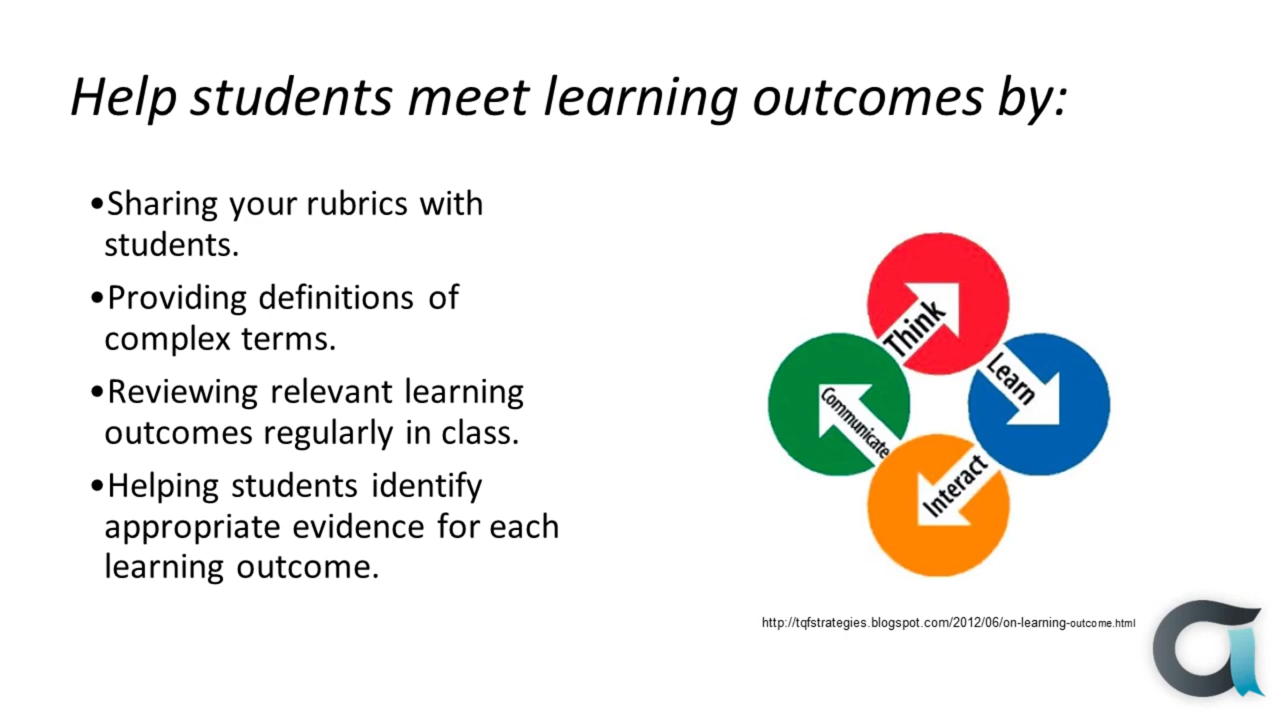 Help students meet learning outcomes by:
•Sharing your rubrics with
students.
•Providing definitions of
complex terms.
•Reviewing relevant learning
outcomes regularly in class.
•Helping students identify
appropriate evidence for each
learning outcome.
Think
Learn
Communicate
Interact
http://tqfstrategies.blogspot.com/2012/06/on-learning-outcome.html